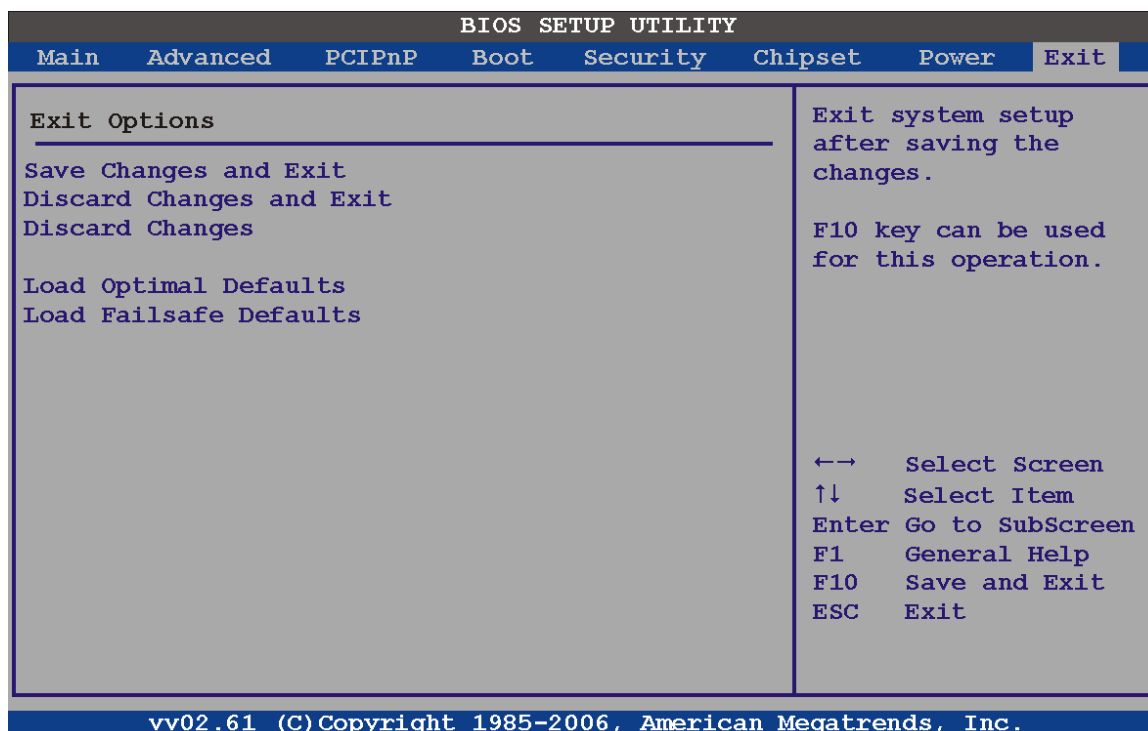 BIOS SETUP UTILITY
Main Advanced PCIPnP Boot Security Chipset Power Exit
Exit Options
Save Changes and Exit
Discard Changes and Exit
Discard Changes
Load Optimal Defaults
Load Failsafe Defaults
Exit system setup
after saving the
changes.
F10 key can be used
for this operation.
←→ Select Screen
↑↓ Select Item
Enter Go to SubScreen
F1 General Help
F10 Save and Exit
ESC Exit
vv02.61 (C)Copyright 1985-2006, American Megatrends, Inc.